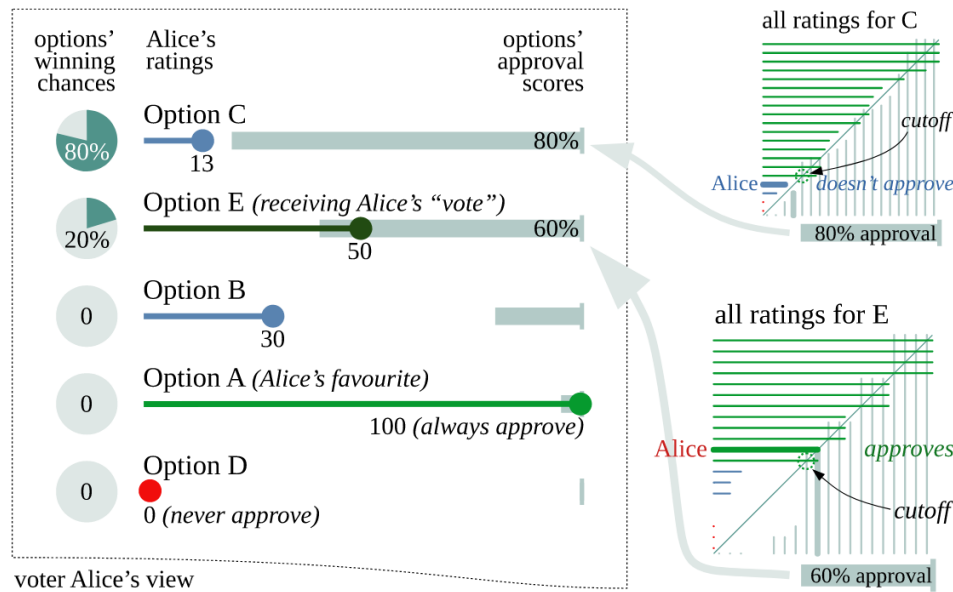 options'
winning
chances
Alice's
ratings
options'
approval
scores
Option C
80%
13
80%
Option E (receiving Alice's “vote”)
20%
50
60%
Option B
0
30
Option A (Alice's favourite)
0
100 (always approve)
Option D
0
0 (never approve)
voter Alice's view
all ratings for C
cutoff
Alice
doesn't approve
80% approval
all ratings for E
Alice
approves
cutoff
60% approval